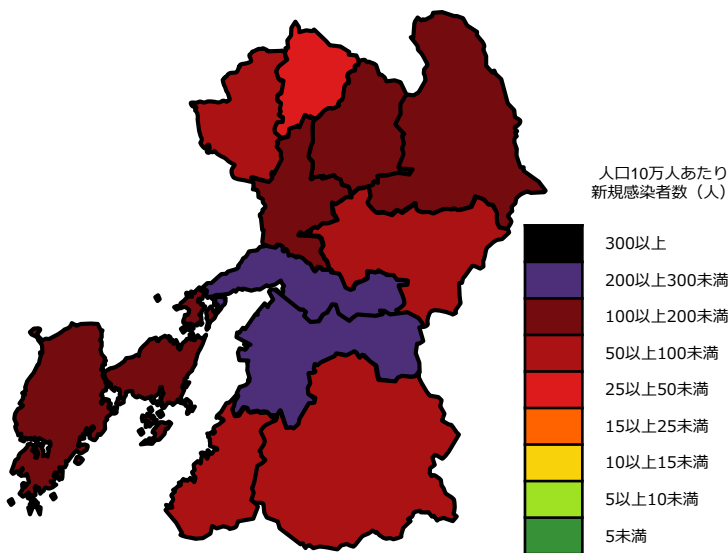 人口10万人あたり
新規感染者数（人）
300以上
200以上300未満
100以上200未満
50以上100未満
25以上50未満
15以上25未満
10以上15未満
5以上10未満
5未満